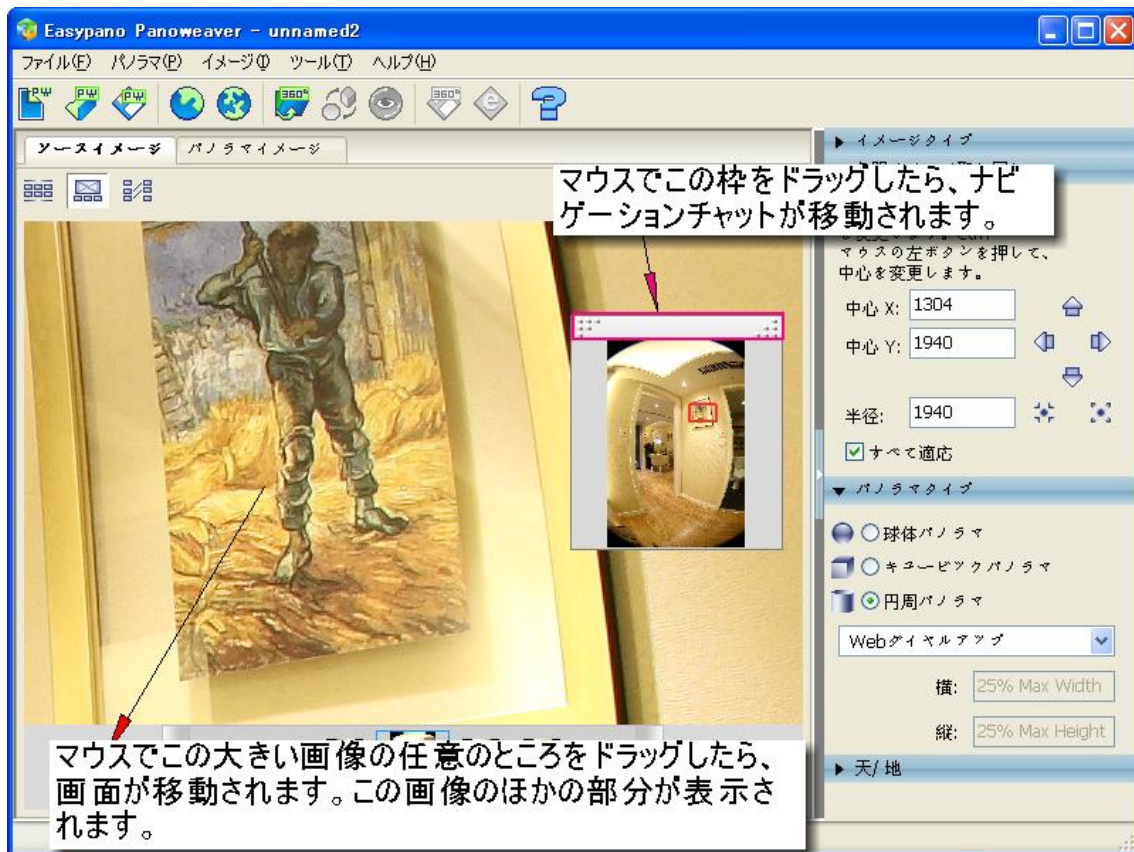 Easypano Panoweaver - unnamed2
ファイル(F) パノラマ(P) イメージ(I) ツール(T) ヘルプ(H)
PW PW PW 360° 360° e ?
ソースイメージ パノラマイメージ
イメージタイプ
マウスでこの枠をドラッグしたら、ナビ
ゲーションチャットが移動されます。
マウスの左ボタンを押して、
中心を変更します。
中心 X: 1304
中心 Y: 1940
半径: 1940
すべて適応
パノラマタイプ
球体パノラマ
キュービックパノラマ
円周パノラマ
Webダイヤルアップ
横: 25% Max Width
縦: 25% Max Height
天/地
マウスでこの大きい画像の任意のところをドラッグしたら、
画面が移動されます。この画像のほかの部分が表示さ
れます。